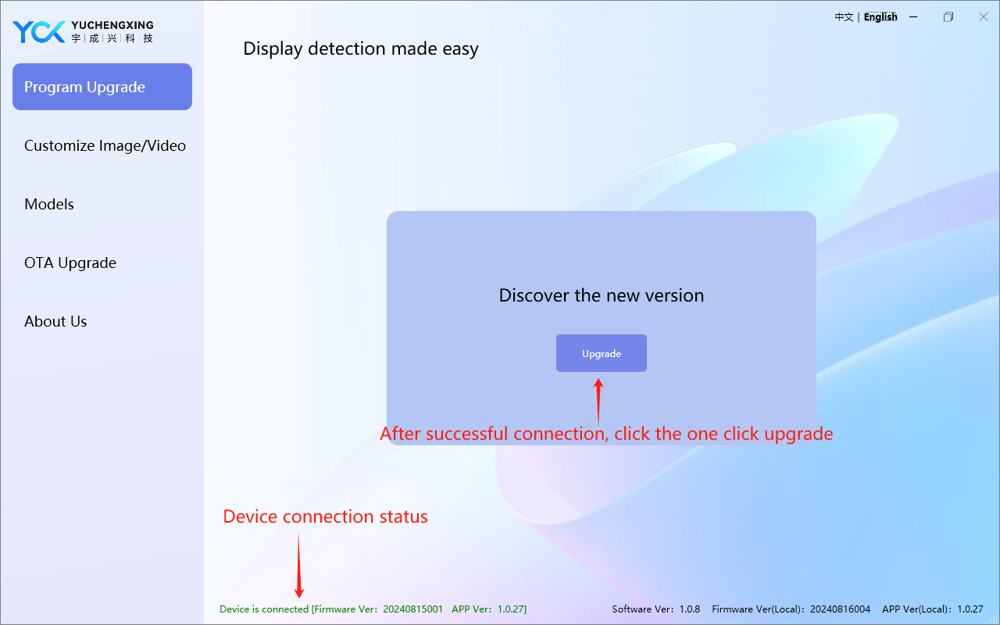 YCX YUCHENGXING
宇成兴科技
中文 | English
Display detection made easy
Program Upgrade
Customize Image/Video
Models
OTA Upgrade
About Us
Discover the new version
Upgrade
After successful connection, click the one click upgrade
Device connection status
Device is connected [Firmware Ver：20240815001 APP Ver：1.0.27]
Software Ver：1.0.8 Firmware Ver(Local)：20240816004 APP Ver(Local)：1.0.27